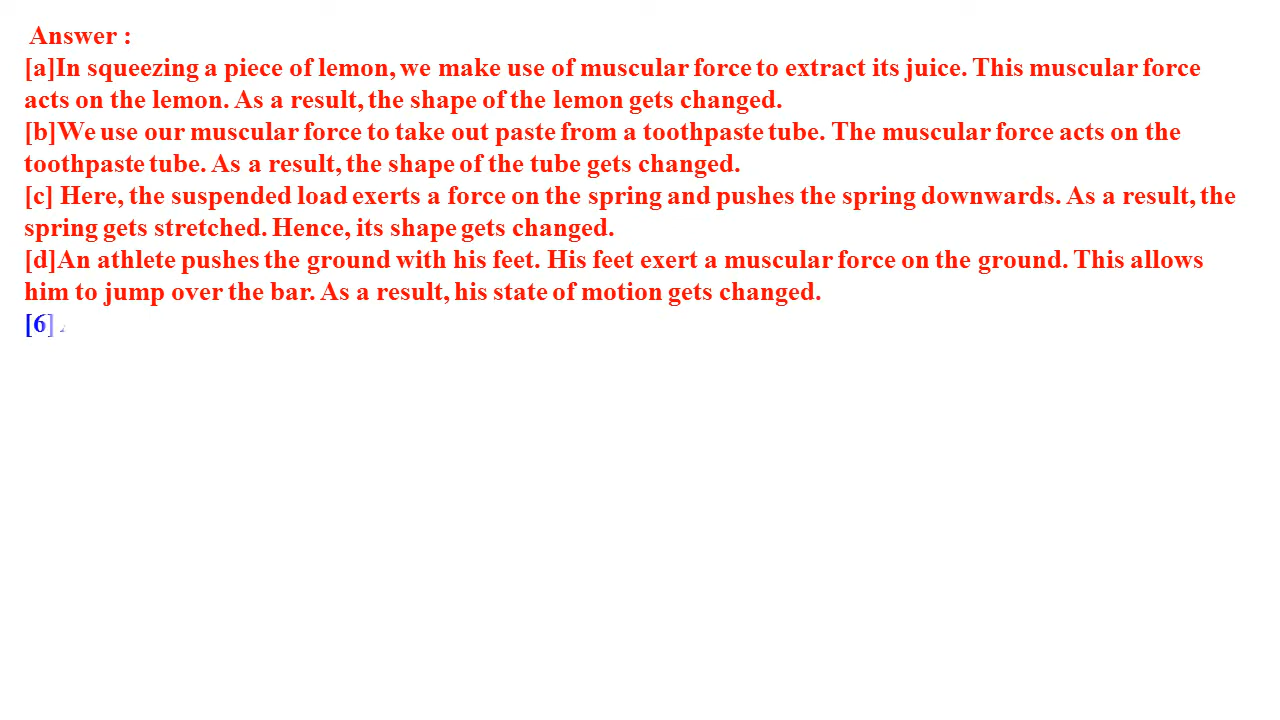 Answer :
[a]In squeezing a piece of lemon, we make use of muscular force to extract its juice. This muscular force
acts on the lemon. As a result, the shape of the lemon gets changed.
[b]We use our muscular force to take out paste from a toothpaste tube. The muscular force acts on the
toothpaste tube. As a result, the shape of the tube gets changed.
[c] Here, the suspended load exerts a force on the spring and pushes the spring downwards. As a result, the
spring gets stretched. Hence, its shape gets changed.
[d]An athlete pushes the ground with his feet. His feet exert a muscular force on the ground. This allows
him to jump over the bar. As a result, his state of motion gets changed.
[6]